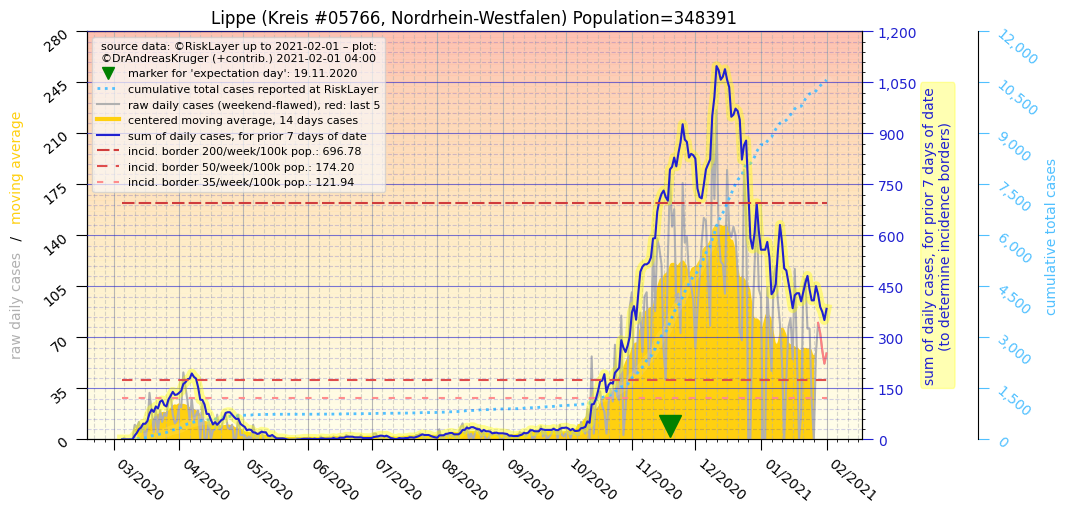 Lippe (Kreis #05766, Nordrhein-Westfalen) Population=348391
source data: ©RiskLayer up to 2021-02-01 – plot:
©DrAndreasKruger (+contrib.) 2021-02-01 04:00
marker for 'expectation day': 19.11.2020
cumulative total cases reported at RiskLayer
raw daily cases (weekend-flawed), red: last 5
centered moving average, 14 days cases
sum of daily cases, for prior 7 days of date
incid. border 200/week/100k pop.: 696.78
incid. border 50/week/100k pop.: 174.20
incid. border 35/week/100k pop.: 121.94
raw daily cases / moving average
280
245
210
175
140
105
70
35
0
03/2020
04/2020
05/2020
06/2020
07/2020
08/2020
09/2020
10/2020
11/2020
12/2020
01/2021
02/2021
1,200
1,050
900
750
600
450
300
150
0
sum of daily cases, for prior 7 days of date
(to determine incidence borders)
12,000
10,500
9,000
7,500
6,000
4,500
3,000
1,500
0
cumulative total cases